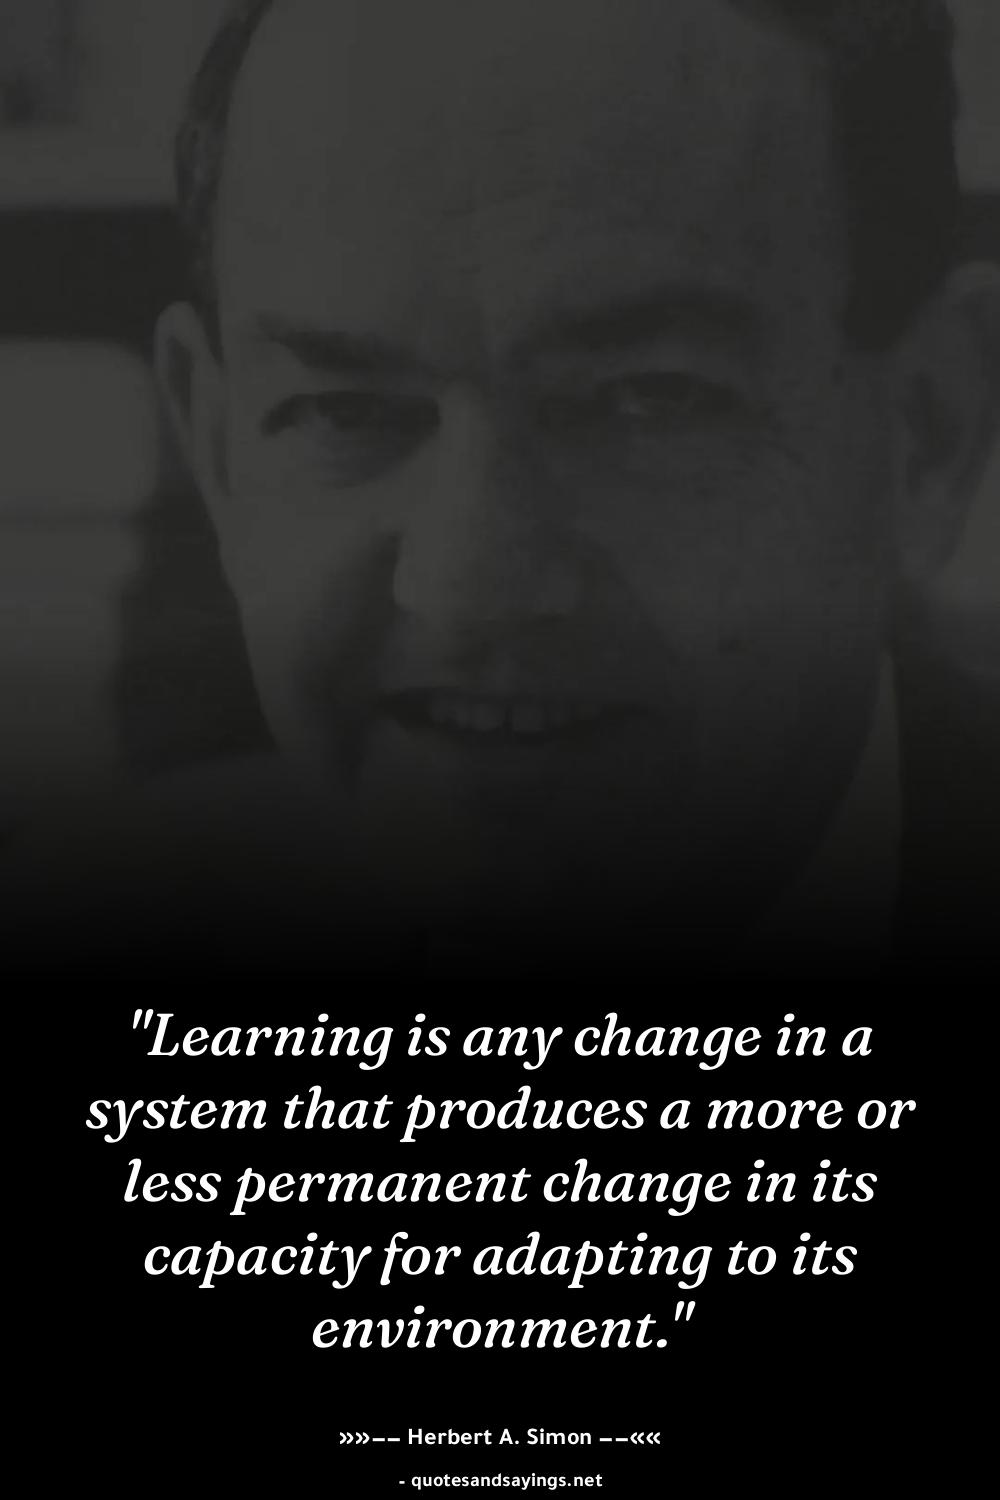 "Learning is any change in a
system that produces a more or
less permanent change in its
capacity for adapting to its
environment."
»»−− Herbert A. Simon −−««
- quotesandsayings.net